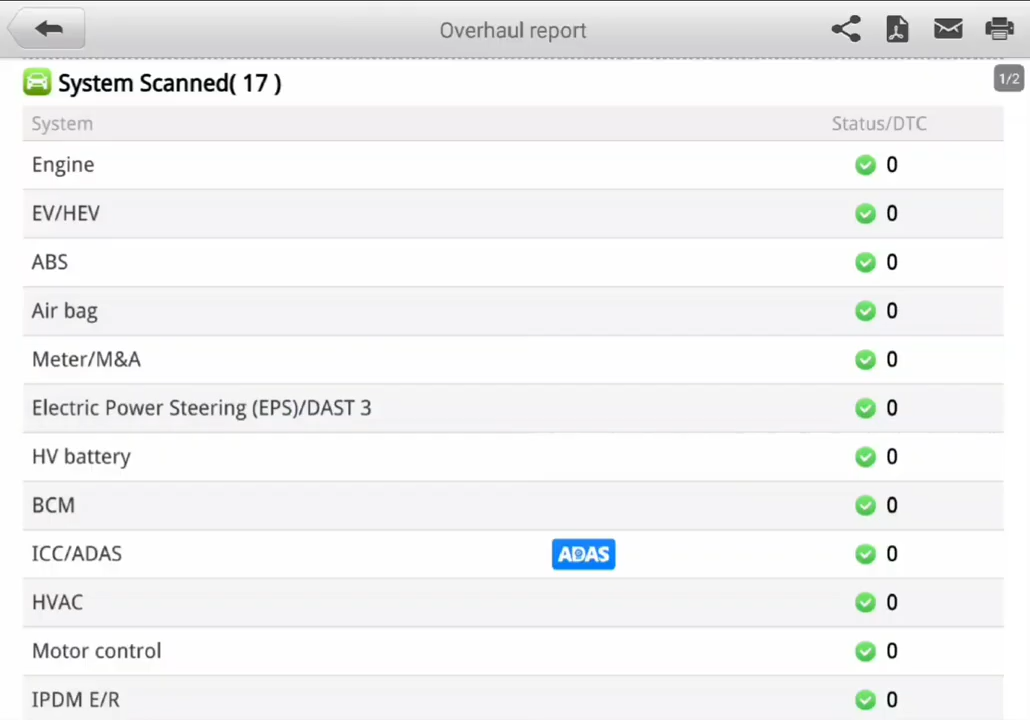 Overhaul report
System Scanned( 17 )
1/2
System Status/DTC
Engine 0
EV/HEV 0
ABS 0
Air bag 0
Meter/M&A 0
Electric Power Steering (EPS)/DAST 3 0
HV battery 0
BCM 0
ICC/ADAS ADAS 0
HVAC 0
Motor control 0
IPDM E/R 0